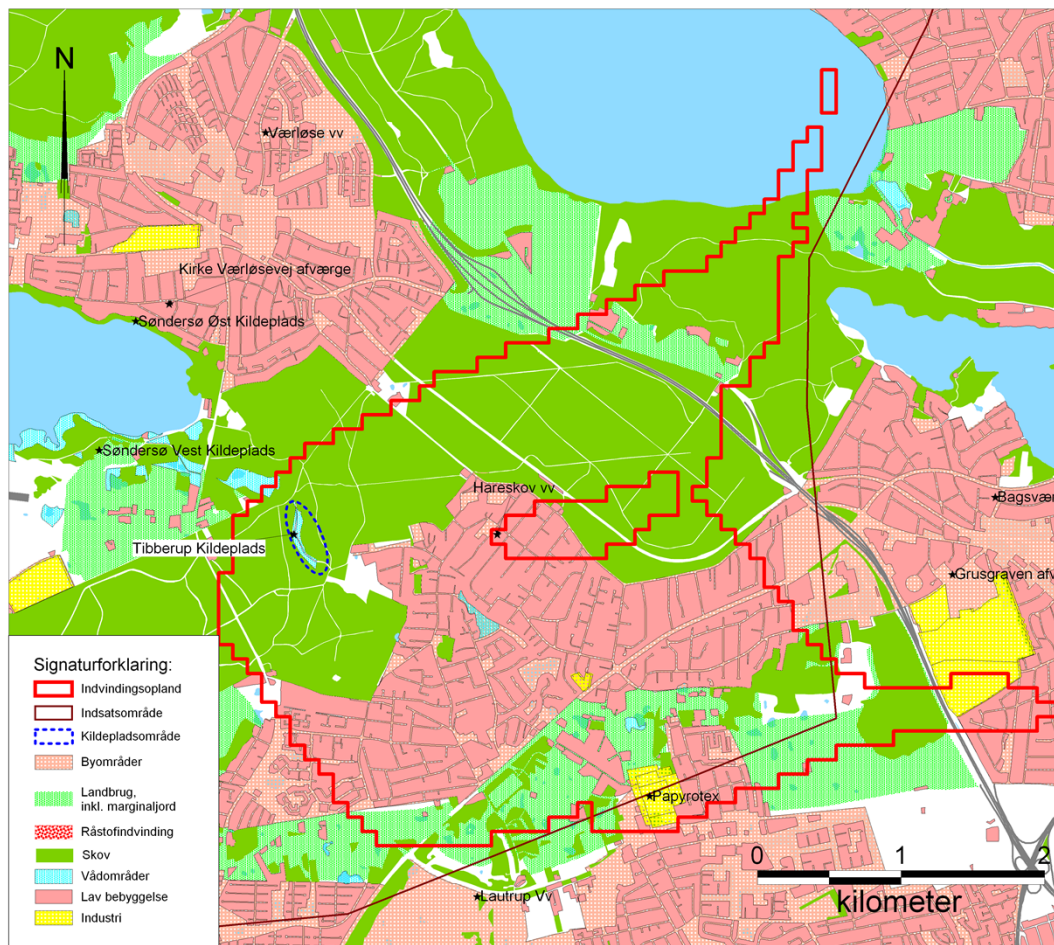 N
Værløse vv
Kirke Værløsevej afværge
Søndersø Øst Kildeplads
Søndersø Vest Kildeplads
Hareskov vv
Bagsvær
Tibberup Kildeplads
Grusgraven afv
Papyrotex
Lautrup Vv
Signaturforklaring:
Indvindingsopland
Indsatsområde
Kildepladsområde
Byområder
Landbrug,
inkl. marginaljord
Råstofindvinding
Skov
Vådområder
Lav bebyggelse
Industri
0 1 2
kilometer